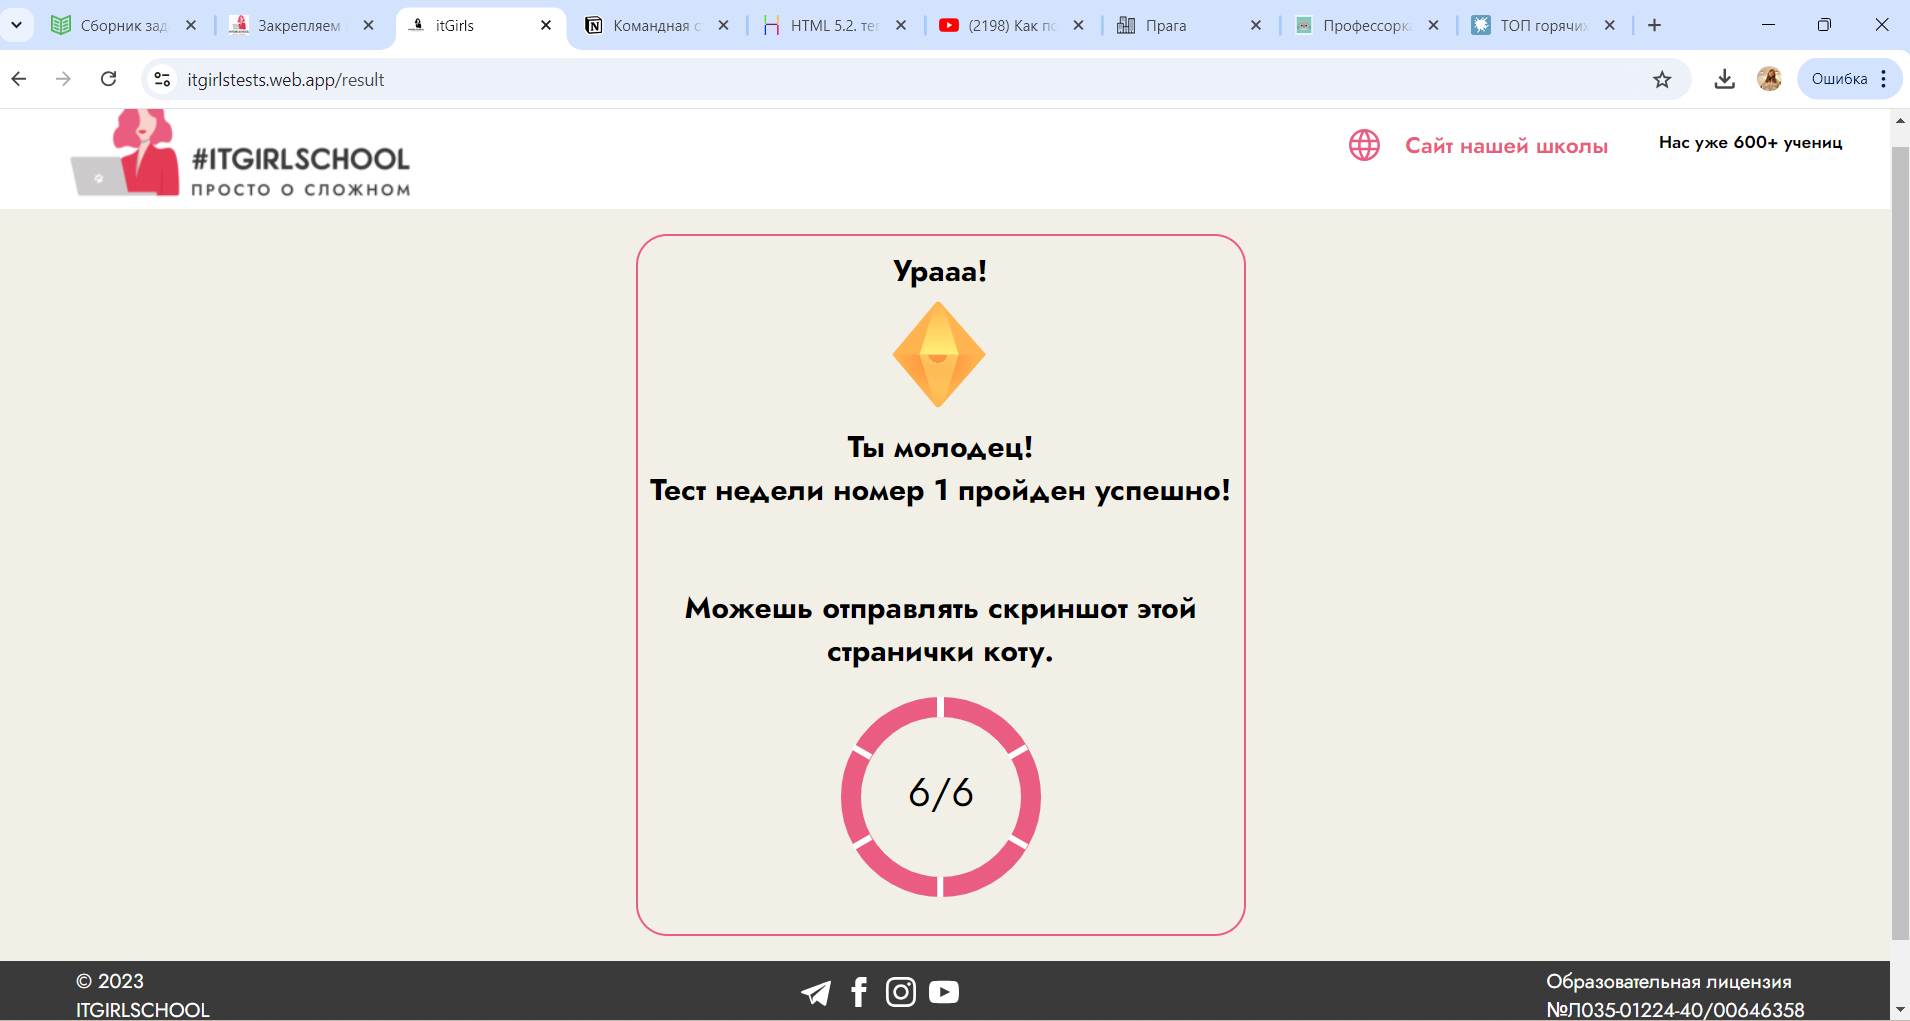 Сборник зад
Закрепляем
itGirls
Командная с
HTML 5.2. те
(2198) Как по
Прага
Профессорк
ТОП горячих
itgirlstests.web.app/result
Ошибка
#ITGIRLSCHOOL
ПРОСТО О СЛОЖНОМ
Сайт нашей школы
Нас уже 600+ учениц
Урааа!
Ты молодец!
Тест недели номер 1 пройден успешно!
Можешь отправлять скриншот этой
странички коту.
6/6
© 2023
ITGIRLSCHOOL
Образовательная лицензия
№Л035-01224-40/00646358